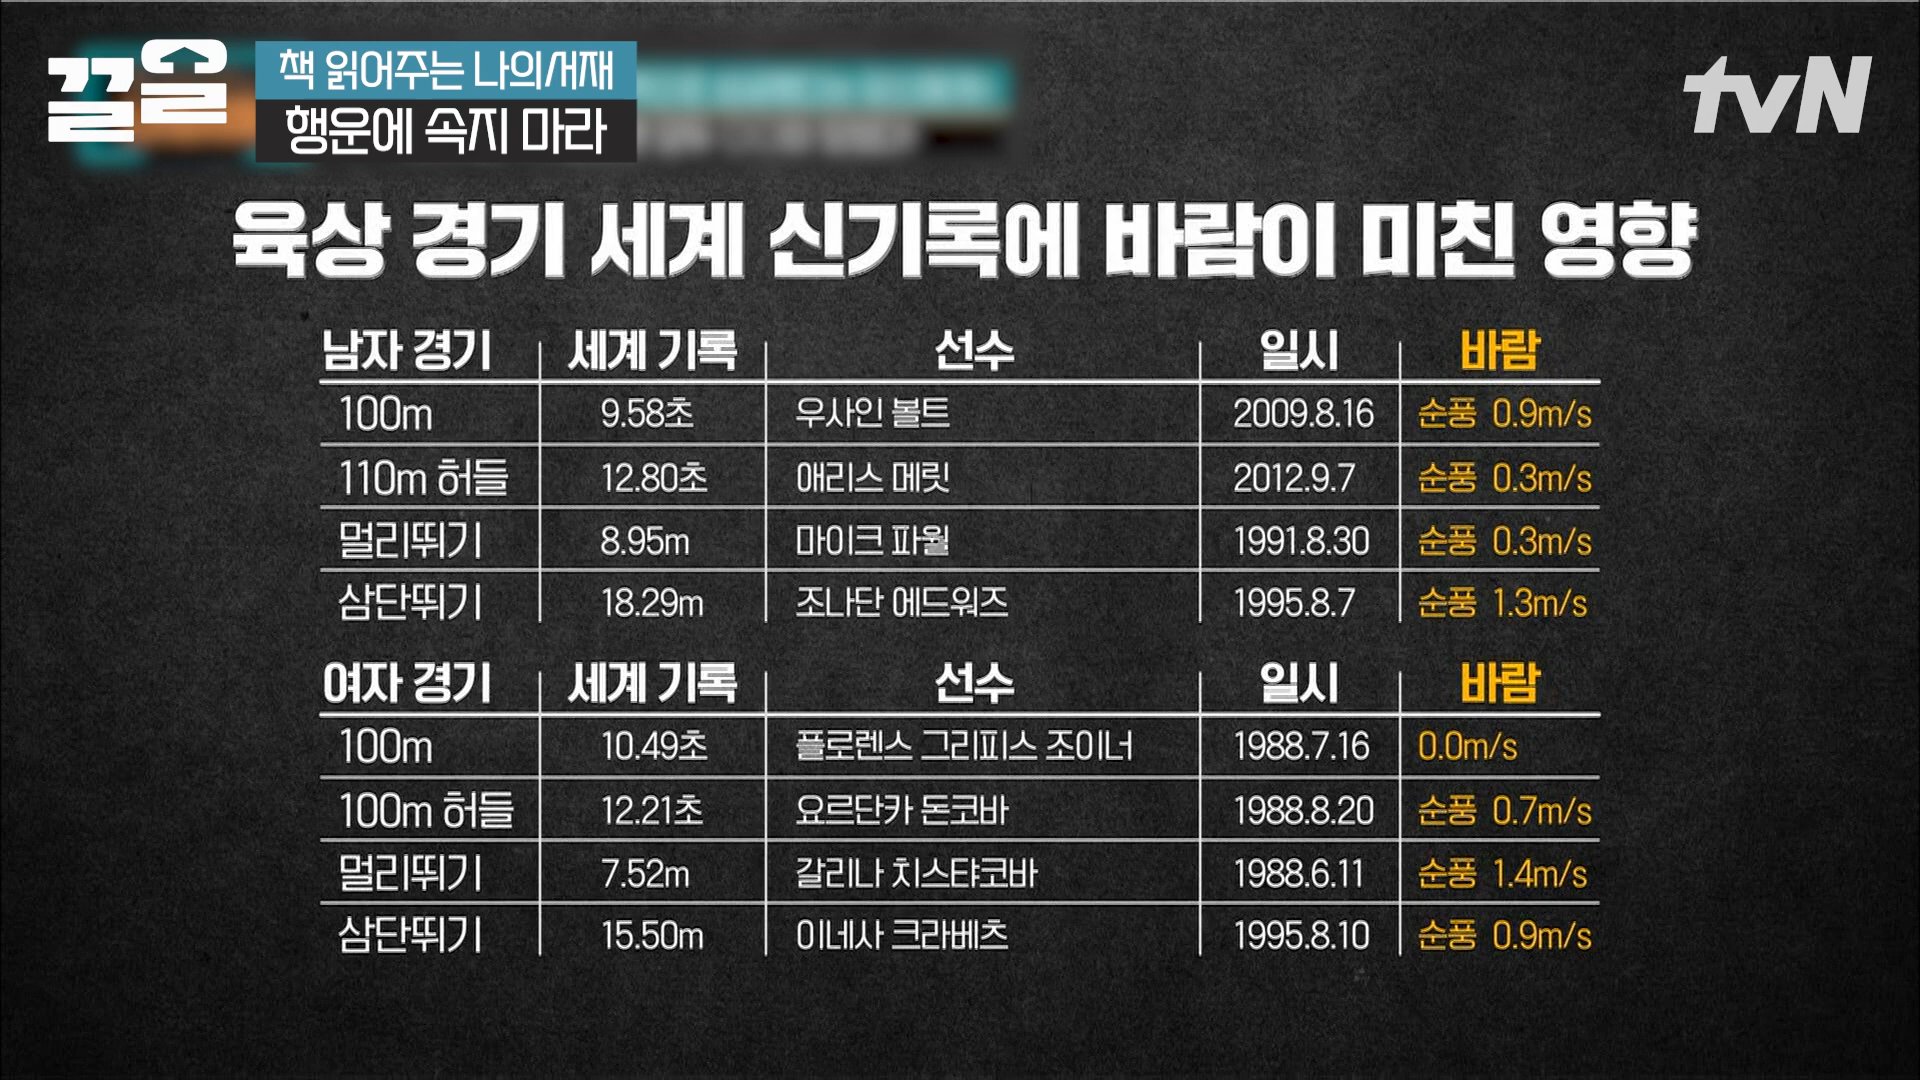 끌올
책 읽어주는 나의서재
행운에 속지 마라
tvN
육상 경기 세계 신기록에 바람이 미친 영향
남자 경기 세계 기록 선수 일시 바람
100m 9.58초 우사인 볼트 2009.8.16 순풍 0.9m/s
110m 허들 12.80초 애리스 메릿 2012.9.7 순풍 0.3m/s
멀리뛰기 8.95m 마이크 파월 1991.8.30 순풍 0.3m/s
삼단뛰기 18.29m 조나단 에드워즈 1995.8.7 순풍 1.3m/s
여자 경기 세계 기록 선수 일시 바람
100m 10.49초 플로렌스 그리피스 조이너 1988.7.16 0.0m/s
100m 허들 12.21초 요르단카 돈코바 1988.8.20 순풍 0.7m/s
멀리뛰기 7.52m 갈리나 치스탸코바 1988.6.11 순풍 1.4m/s
삼단뛰기 15.50m 이네사 크라베츠 1995.8.10 순풍 0.9m/s